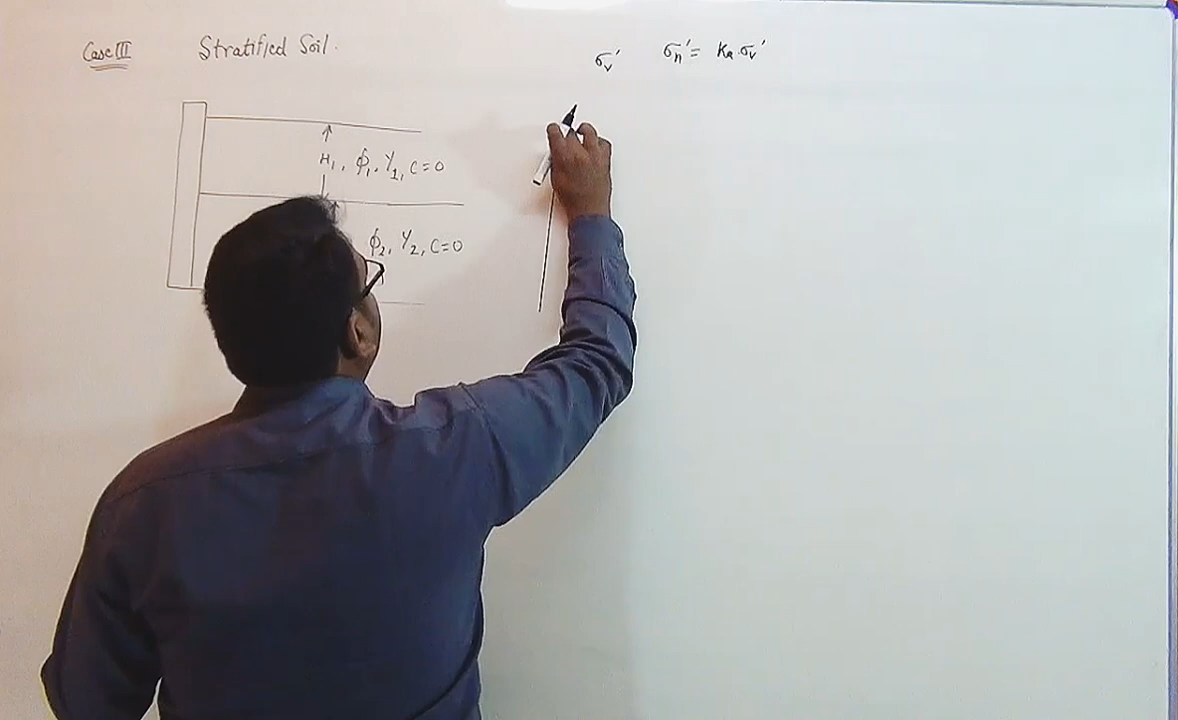 Case III Stratified Soil.
σv' σh' = Ka.σv'
H1, φ1, γ1, C=0
φ2, γ2, C=0